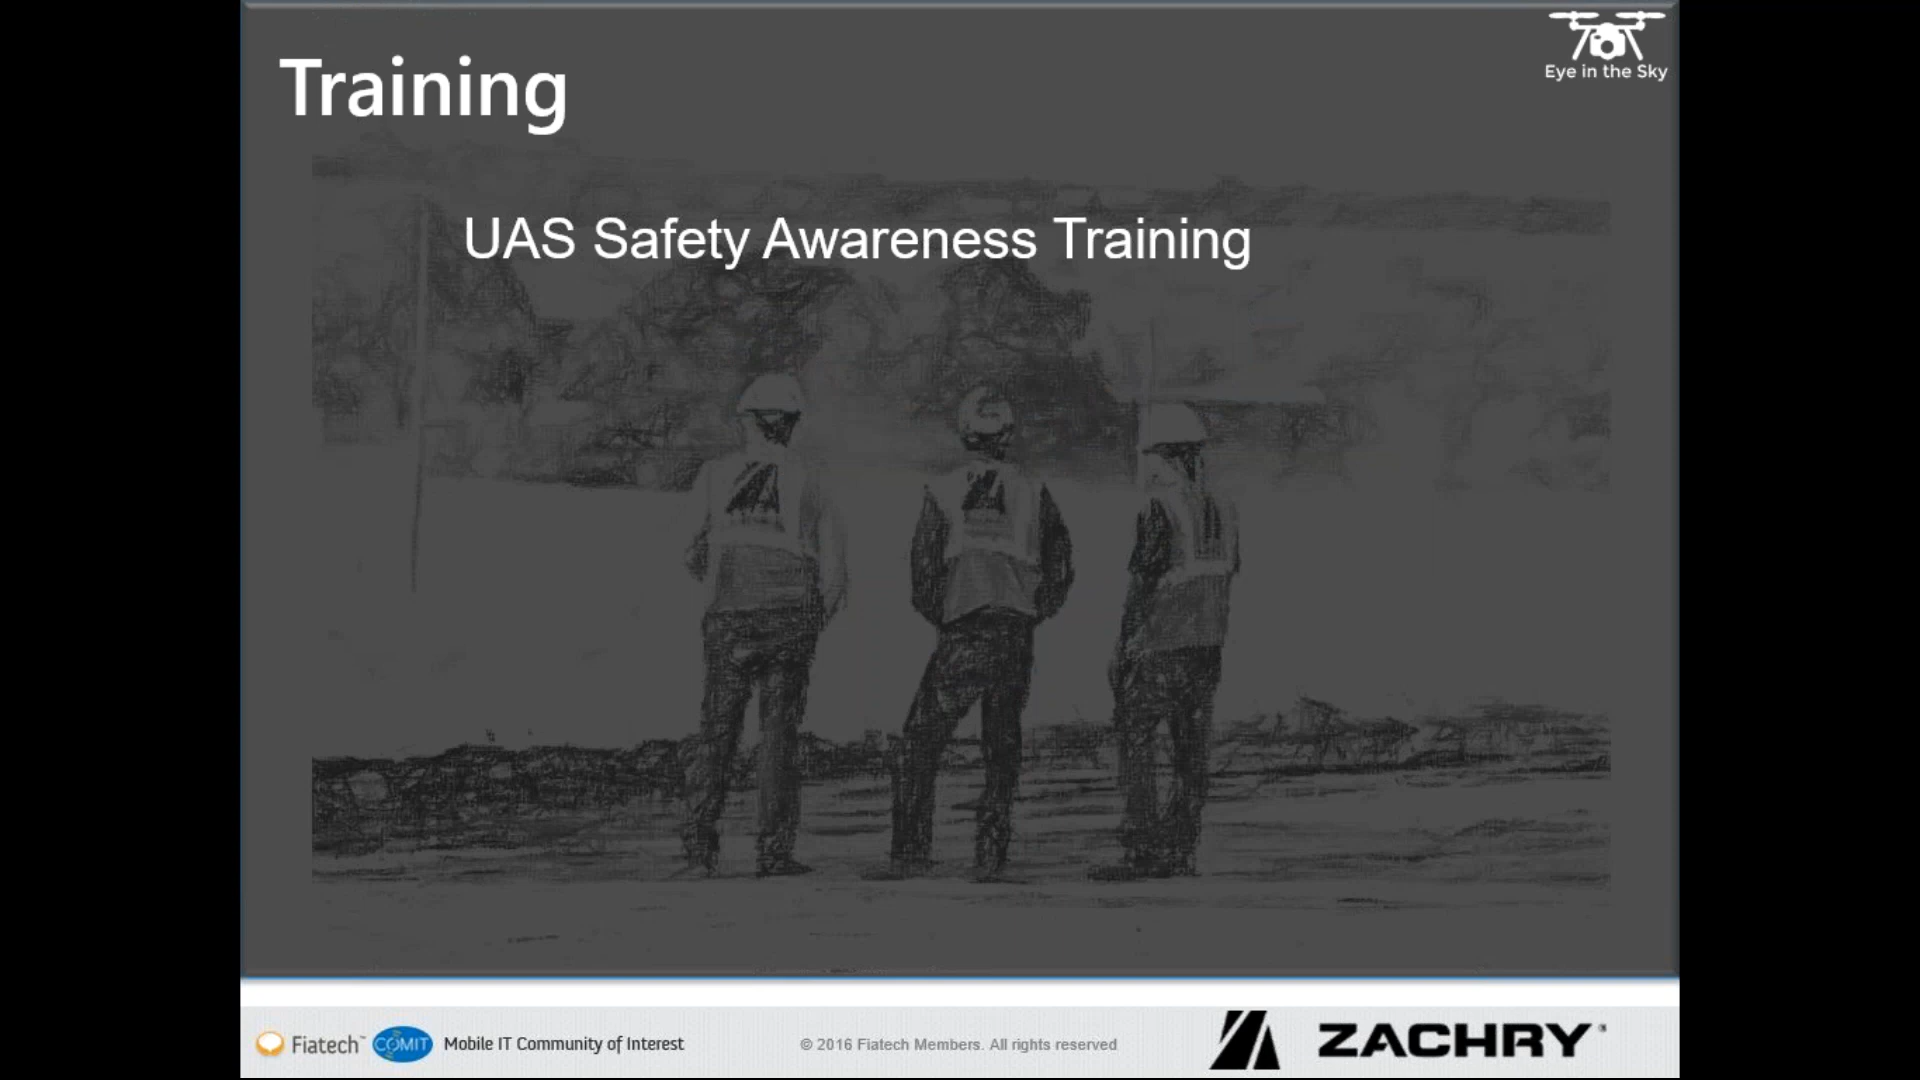 Training
Eye in the Sky
UAS Safety Awareness Training
Fiatech™ COMIT Mobile IT Community of Interest
© 2016 Fiatech Members. All rights reserved
ZACHRY®